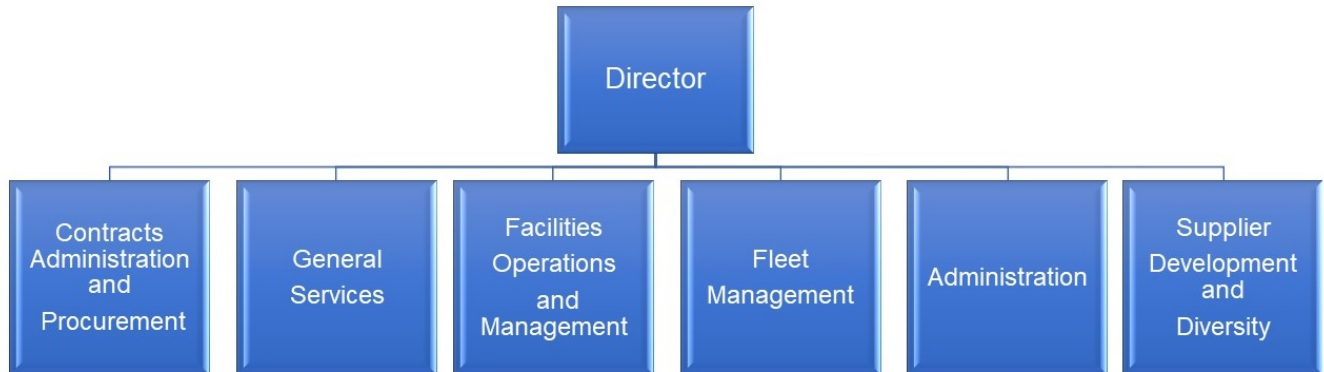 Director
Contracts
Administration
and
Procurement
General
Services
Facilities
Operations
and
Management
Fleet
Management
Administration
Supplier
Development
and
Diversity